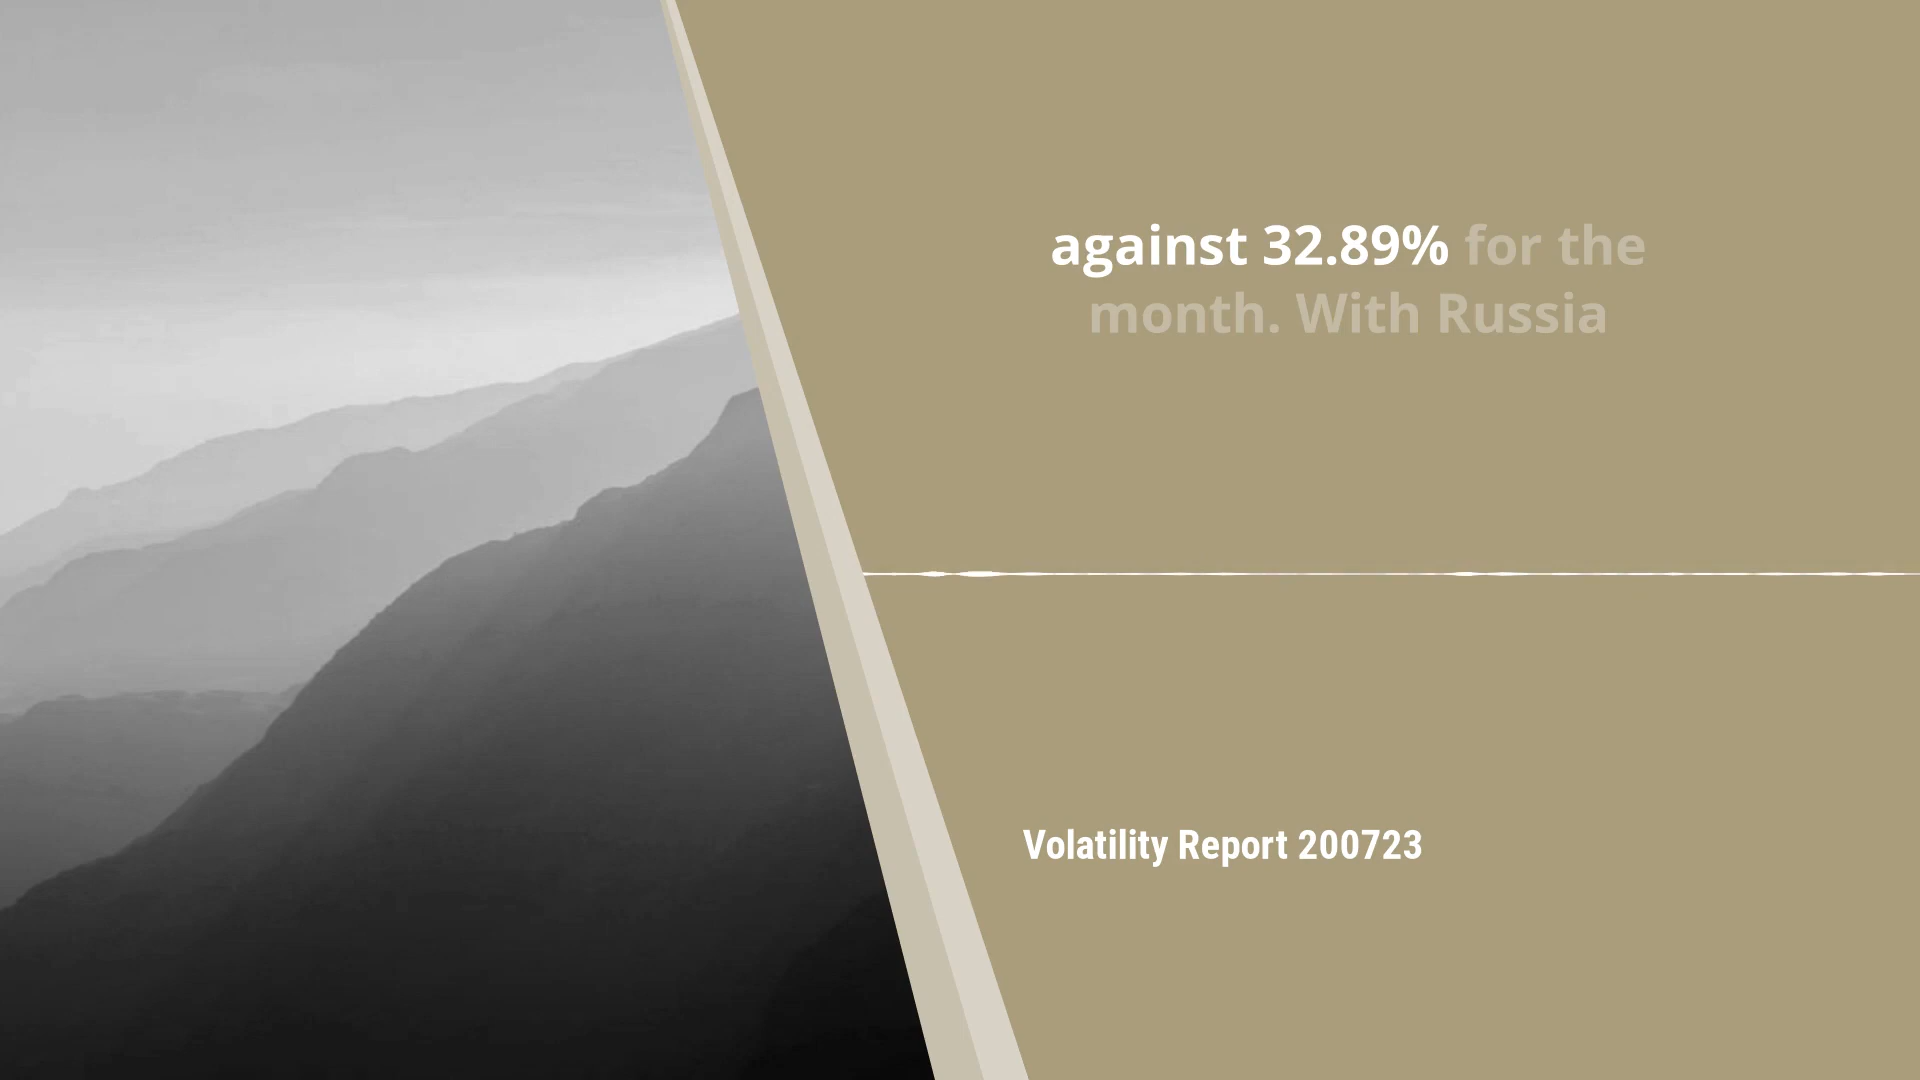 against 32.89% for the
month. With Russia
Volatility Report 200723